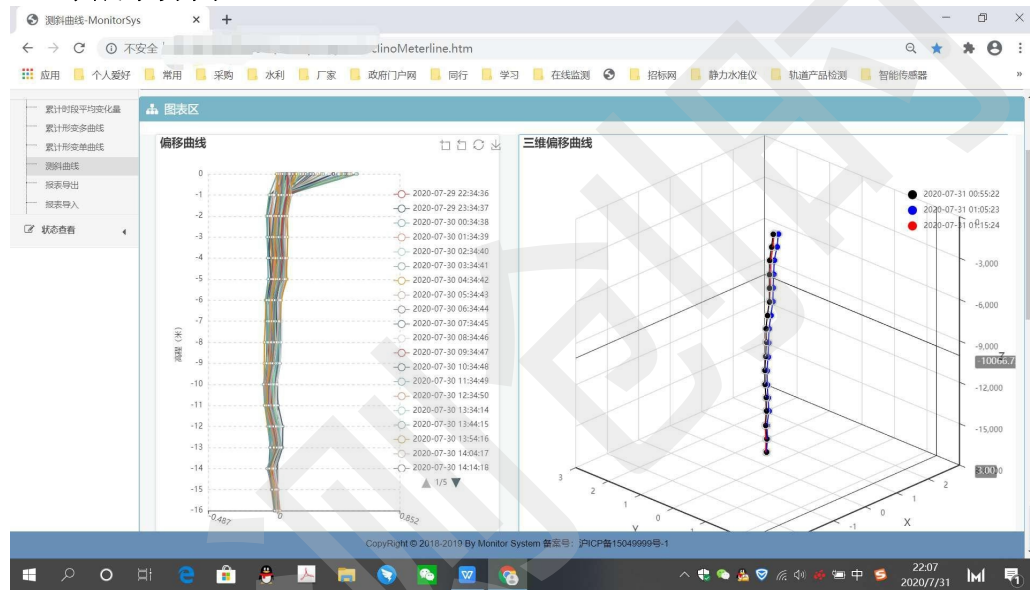 测斜曲线-MonitorSys
不安全
clinoMeterline.htm
应用 个人爱好 常用 采购 水利 厂家 政府门户网 同行 学习 在线监测 招标网 静力水准仪 轨道产品检测 智能传感器 »
累计时段平均变化量
累计形变多曲线
累计形变单曲线
测斜曲线
报表导出
报表导入
状态查看
图表区
偏移曲线
0
-1
-2
-3
-4
-5
-6
-7
-8
-9
-10
-11
-12
-13
-14
-15
-16
高程（米）
-0.487 0 0.852
2020-07-29 22:34:36
2020-07-29 23:34:37
2020-07-30 00:34:38
2020-07-30 01:34:39
2020-07-30 02:34:40
2020-07-30 03:34:41
2020-07-30 04:34:42
2020-07-30 05:34:43
2020-07-30 06:34:44
2020-07-30 07:34:45
2020-07-30 08:34:46
2020-07-30 09:34:47
2020-07-30 10:34:48
2020-07-30 11:34:49
2020-07-30 12:34:50
2020-07-30 13:34:14
2020-07-30 13:44:15
2020-07-30 13:54:16
2020-07-30 14:04:17
2020-07-30 14:14:18
1/5
三维偏移曲线
2020-07-31 00:55:22
2020-07-31 01:05:23
2020-07-31 01:15:24
0
-3,000
-6,000
-9,000
Z
-10066.7
-12,000
-15,000
3 2 1 0 Y
-1 0 1 2 X
CopyRight © 2018-2019 By Monitor System 备案号：沪ICP备15049999号-1
中
22:07
2020/7/31